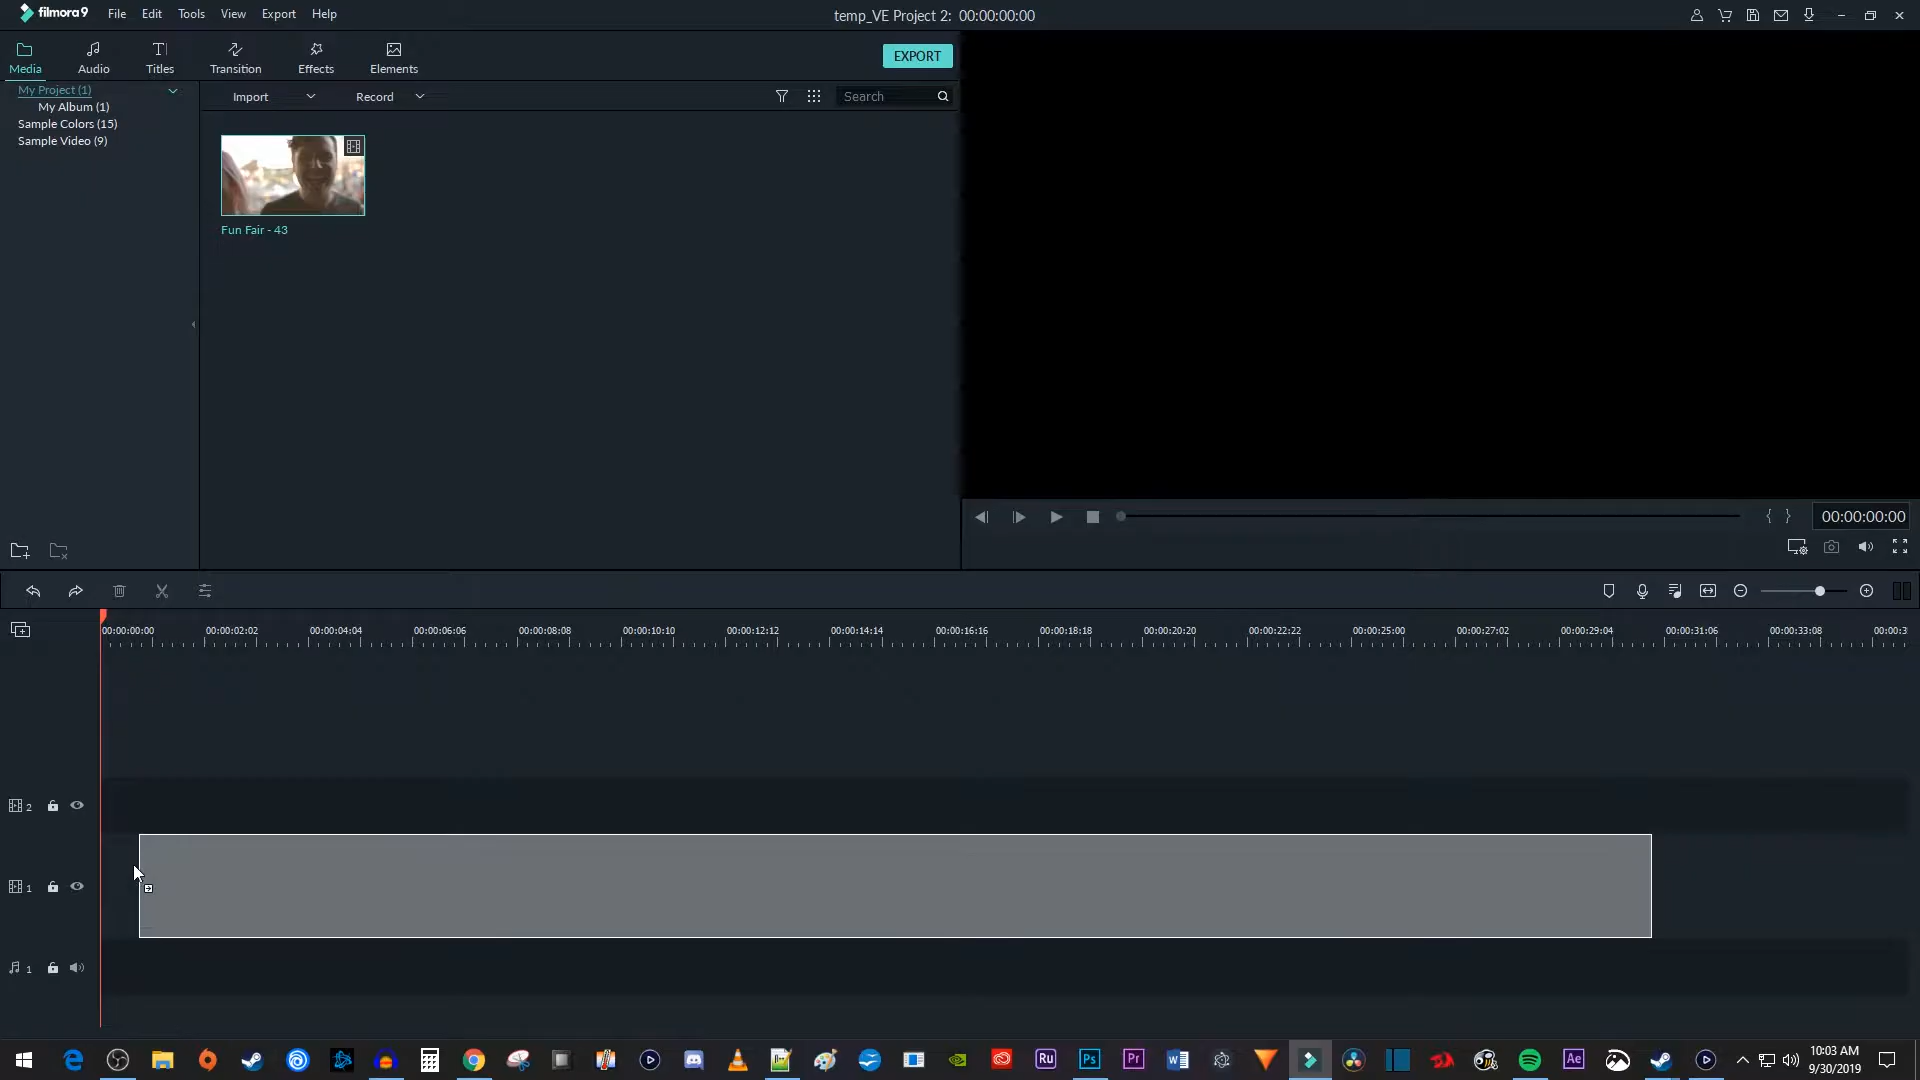 filmora9 File Edit Tools View Export Help temp_VE Project 2: 00:00:00:00
Media Audio Titles Transition Effects Elements EXPORT
My Project (1)
My Album (1)
Sample Colors (15)
Sample Video (9)
Import Record Search
Fun Fair - 43
{ } 00:00:00:00
00:00:00:00 00:00:02:02 00:00:04:04 00:00:06:06 00:00:08:08 00:00:10:10 00:00:12:12 00:00:14:14 00:00:16:16 00:00:18:18 00:00:20:20 00:00:22:22 00:00:25:00 00:00:27:02 00:00:29:04 00:00:31:06 00:00:33:08
2
1
1
Ru Ps Pr Ae
10:03 AM
9/30/2019